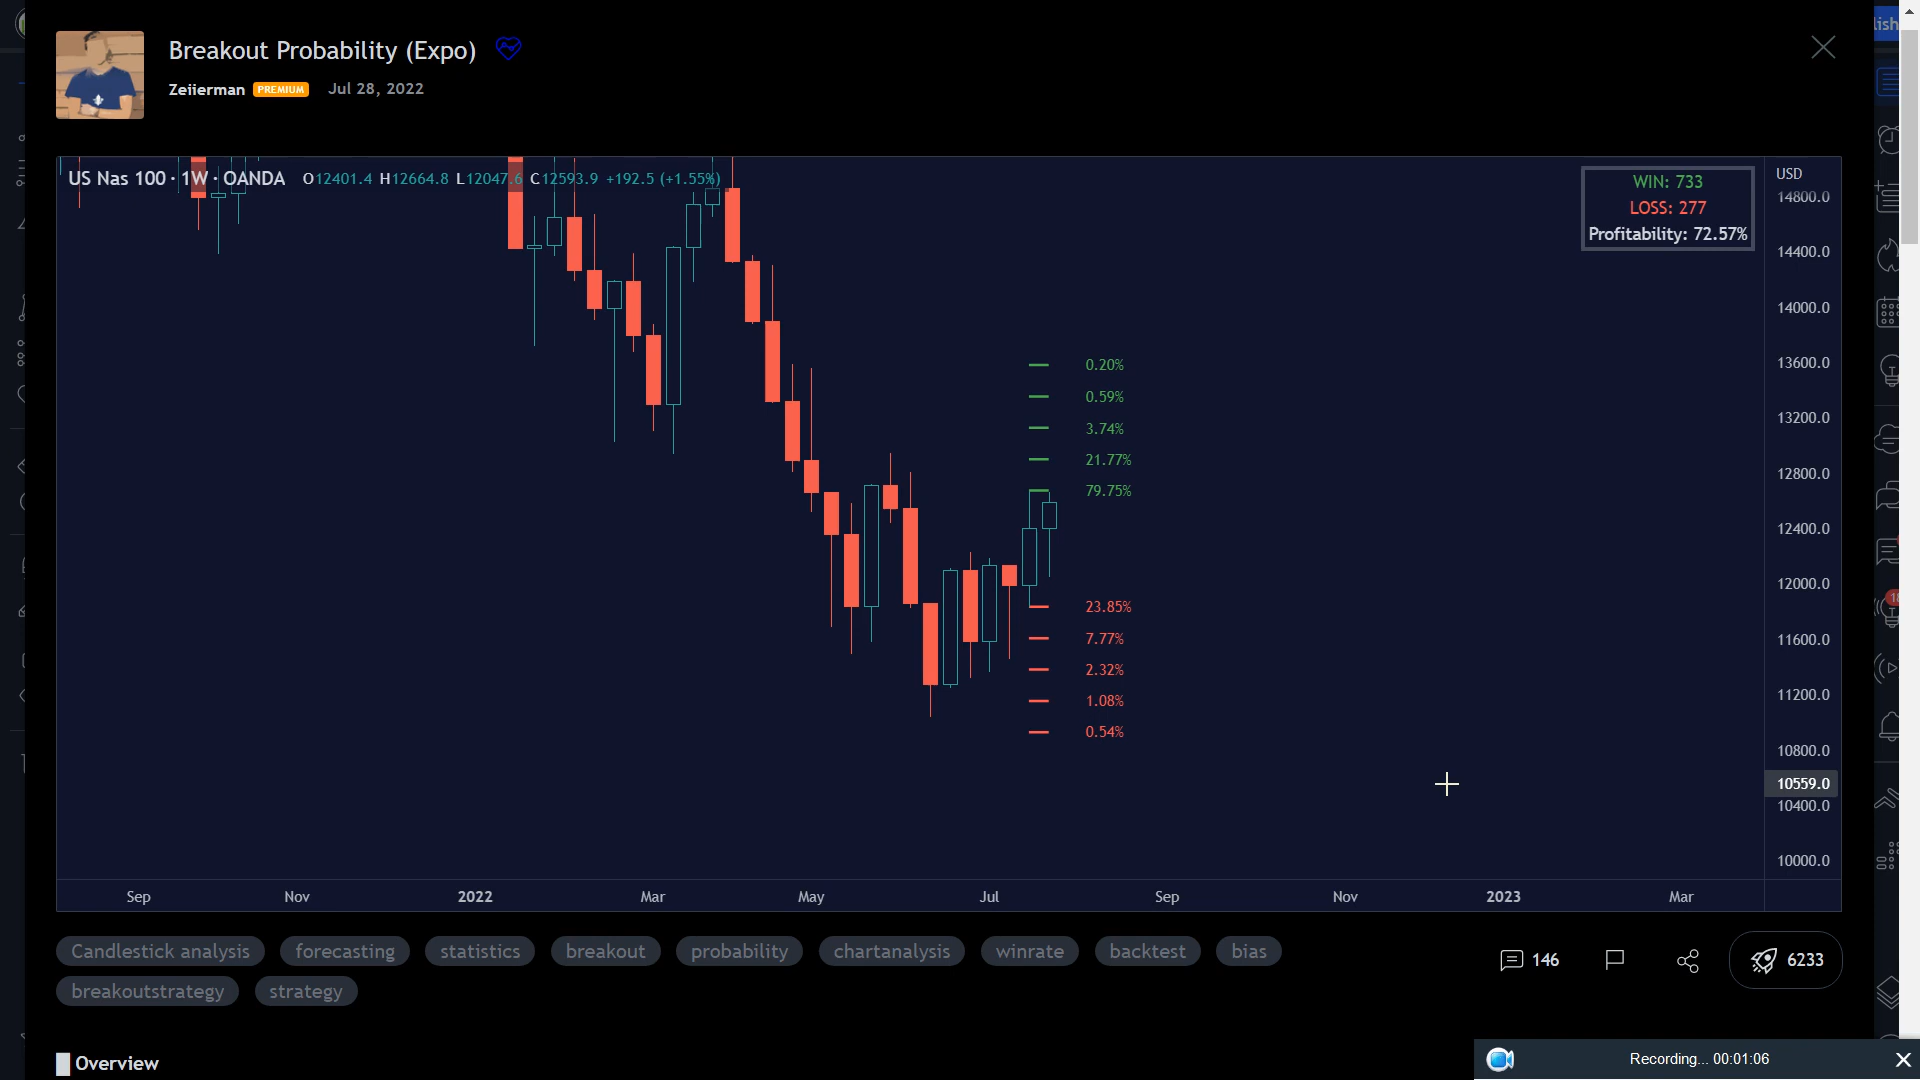 Breakout Probability (Expo)
Zeiierman PREMIUM Jul 28, 2022
US Nas 100 · 1W · OANDA O12401.4 H12664.8 L12047.6 C12593.9 +192.5 (+1.55%)
WIN: 733
LOSS: 277
Profitability: 72.57%
USD
14800.0
14400.0
14000.0
13600.0
13200.0
12800.0
12400.0
12000.0
11600.0
11200.0
10800.0
10559.0
10400.0
10000.0
0.20%
0.59%
3.74%
21.77%
79.75%
23.85%
7.77%
2.32%
1.08%
0.54%
Sep Nov 2022 Mar May Jul Sep Nov 2023 Mar
Candlestick analysis forecasting statistics breakout probability chartanalysis winrate backtest bias
breakoutstrategy strategy
146 6233
Overview
Recording... 00:01:06